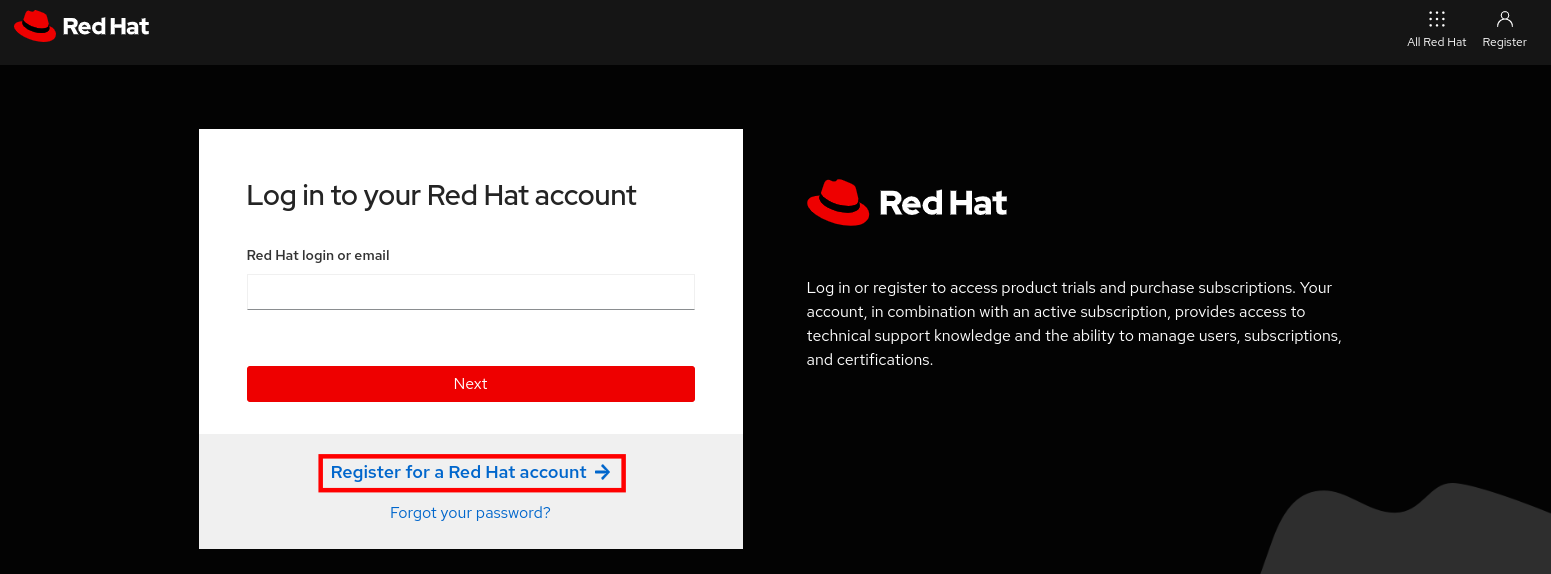 Red Hat
All Red Hat
Register
Log in to your Red Hat account
Red Hat login or email
Next
Register for a Red Hat account
Forgot your password?
Red Hat
Log in or register to access product trials and purchase subscriptions. Your
account, in combination with an active subscription, provides access to
technical support knowledge and the ability to manage users, subscriptions,
and certifications.